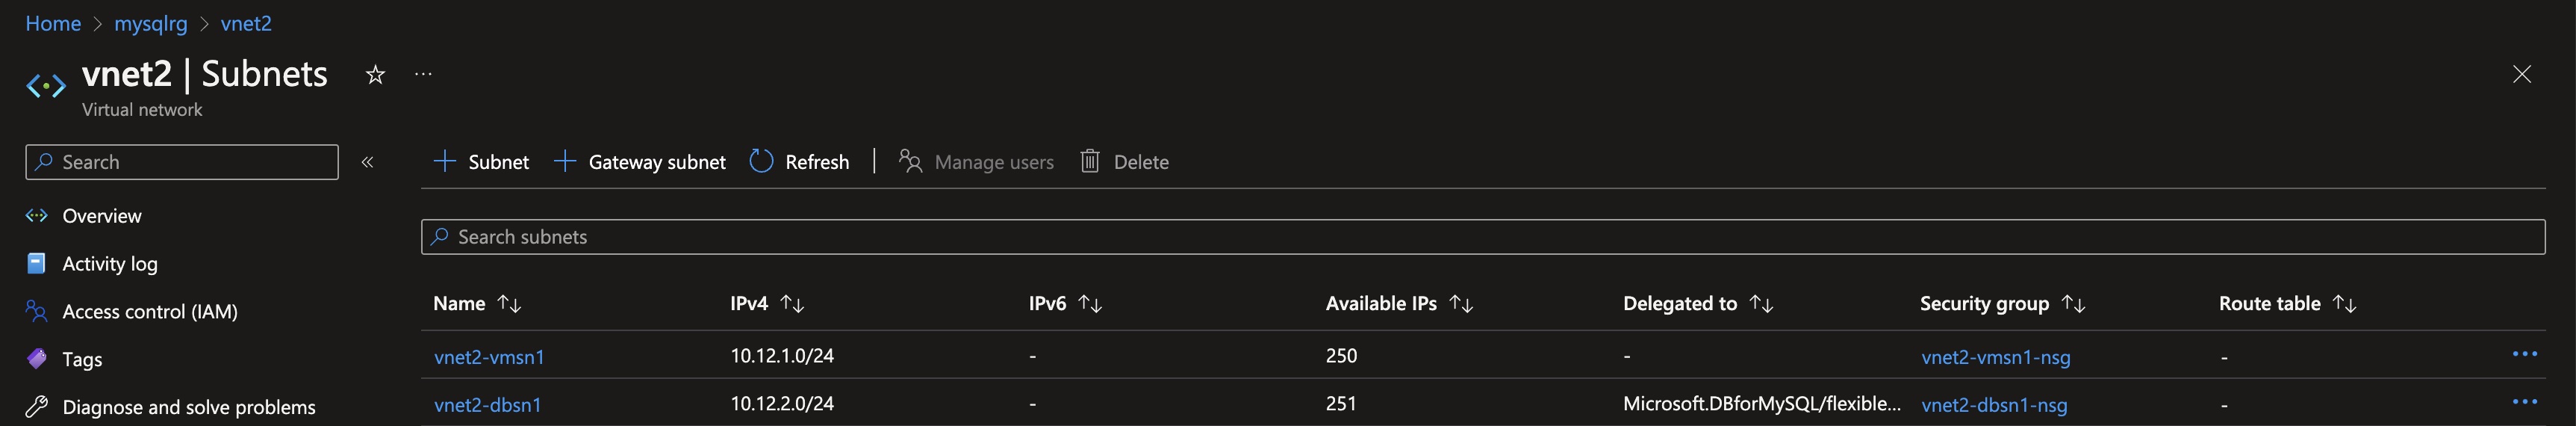 Home > mysqlrg > vnet2
vnet2 | Subnets
Virtual network
Search
Subnet Gateway subnet Refresh Manage users Delete
Overview
Search subnets
Activity log
Name IPv4 IPv6 Available IPs Delegated to Security group Route table
Access control (IAM)
vnet2-vmsn1 10.12.1.0/24 - 250 - vnet2-vmsn1-nsg -
Tags
vnet2-dbsn1 10.12.2.0/24 - 251 Microsoft.DBforMySQL/flexible... vnet2-dbsn1-nsg -
Diagnose and solve problems